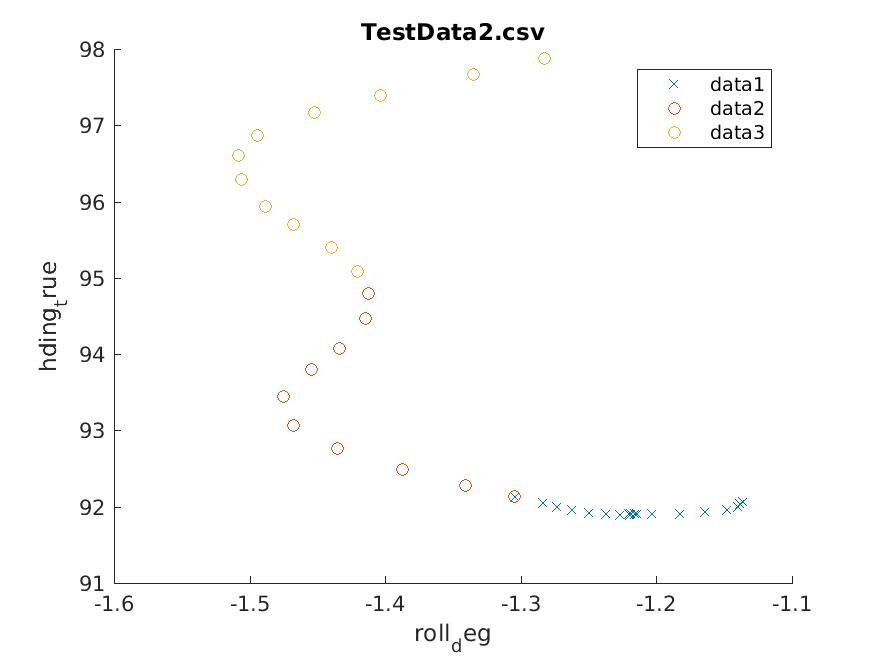 TestData2.csv
98
97
96
95
94
93
92
91
hding_true
data1
data2
data3
-1.6 -1.5 -1.4 -1.3 -1.2 -1.1
roll_deg